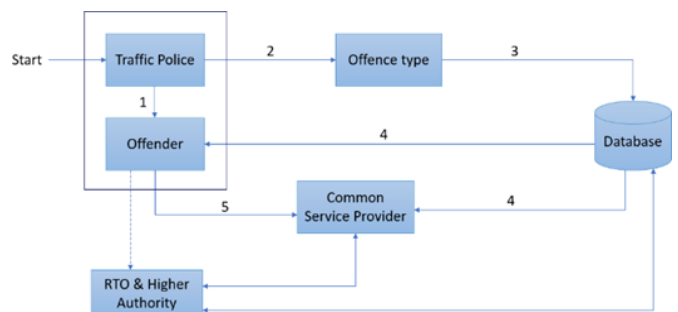 Start
Traffic Police
2
Offence type
3
1
Offender
4
Database
5
Common
Service Provider
4
RTO & Higher
Authority